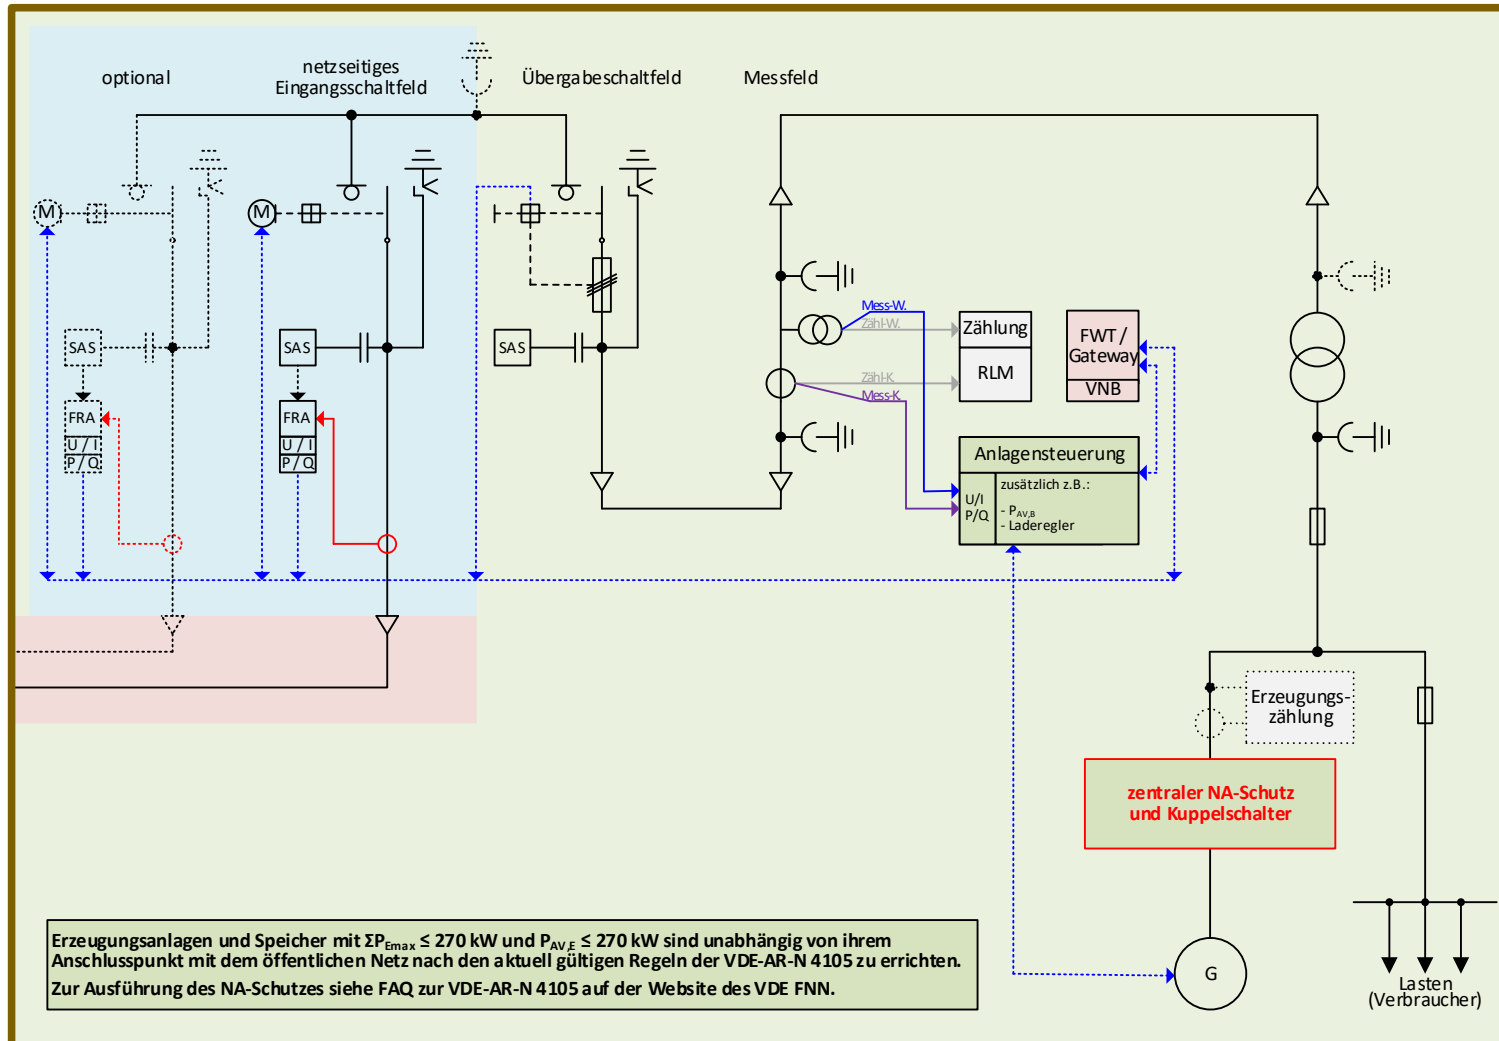 optional
netzseitiges
Eingangsschaltfeld
Übergabeschaltfeld
Messfeld
M
M
SAS
SAS
SAS
FRA
U / I
P / Q
FRA
U / I
P / Q
Mess-W.
Zähl-W.
Zähl-K.
Mess-K.
Zählung
RLM
FWT /
Gateway
VNB
Anlagensteuerung
U/I
P/Q
zusätzlich z.B.:
- PAV,B
- Laderegler
Erzeugungs-
zählung
zentraler NA-Schutz
und Kuppelschalter
G
Lasten
(Verbraucher)
Erzeugungsanlagen und Speicher mit ΣPEmax ≤ 270 kW und PAV,E ≤ 270 kW sind unabhängig von ihrem
Anschlusspunkt mit dem öffentlichen Netz nach den aktuell gültigen Regeln der VDE-AR-N 4105 zu errichten.
Zur Ausführung des NA-Schutzes siehe FAQ zur VDE-AR-N 4105 auf der Website des VDE FNN.